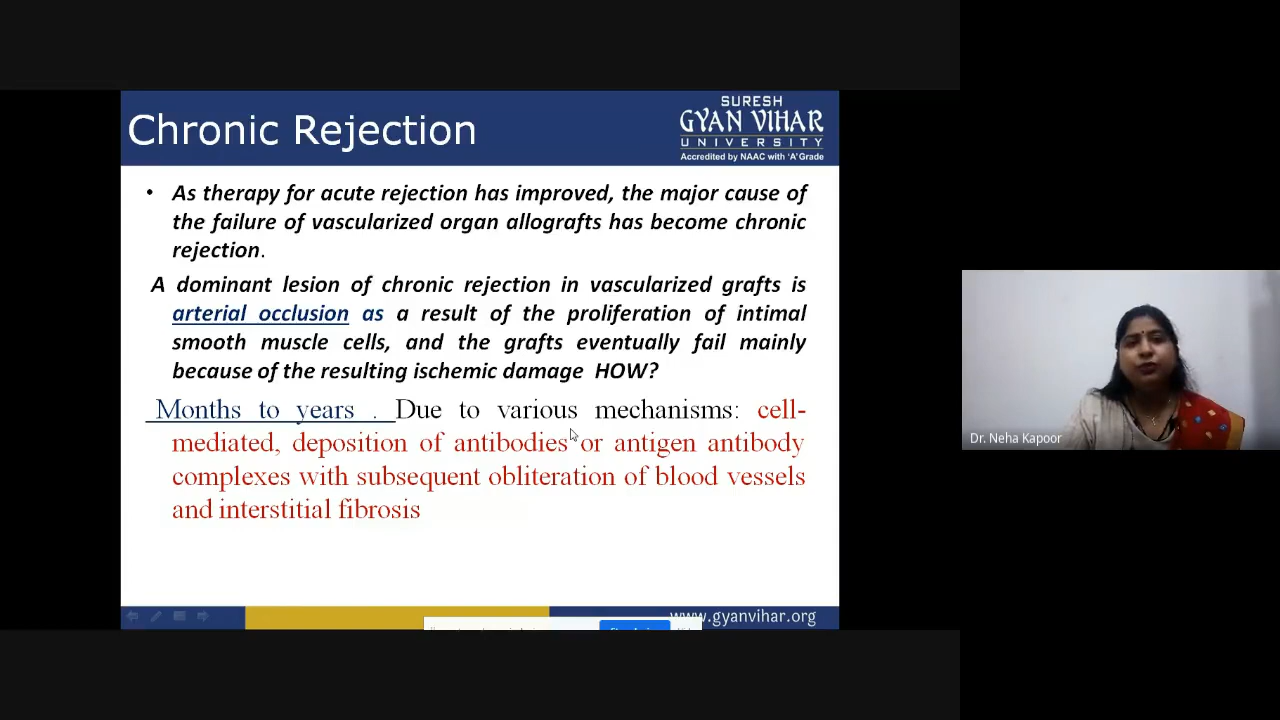 Chronic Rejection
SURESH
GYAN VIHAR
UNIVERSITY
Accredited by NAAC with 'A' Grade
• As therapy for acute rejection has improved, the major cause of
the failure of vascularized organ allografts has become chronic
rejection.
A dominant lesion of chronic rejection in vascularized grafts is
arterial occlusion as a result of the proliferation of intimal
smooth muscle cells, and the grafts eventually fail mainly
because of the resulting ischemic damage HOW?
Months to years . Due to various mechanisms: cell-
mediated, deposition of antibodies or antigen antibody
complexes with subsequent obliteration of blood vessels
and interstitial fibrosis
www.gyanvihar.org
Dr. Neha Kapoor